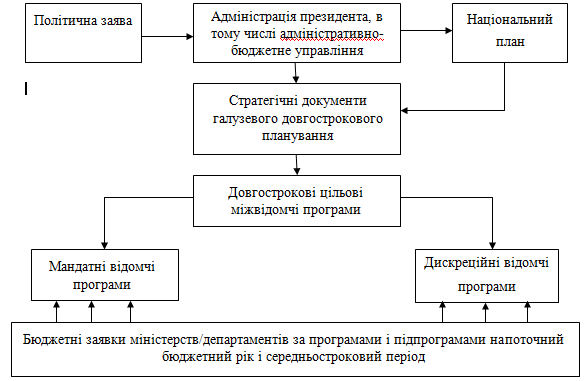 Політична заява
Адміністрація президента, в
тому числі адміністративно-
бюджетне управління
Національний
план
Стратегічні документи
галузевого довгострокового
планування
Довгострокові цільові
міжвідомчі програми
Мандатні відомчі
програми
Дискреційні відомчі
програми
Бюджетні заявки міністерств/департаментів за програмами і підпрограмами напоточний
бюджетний рік і середньостроковий період